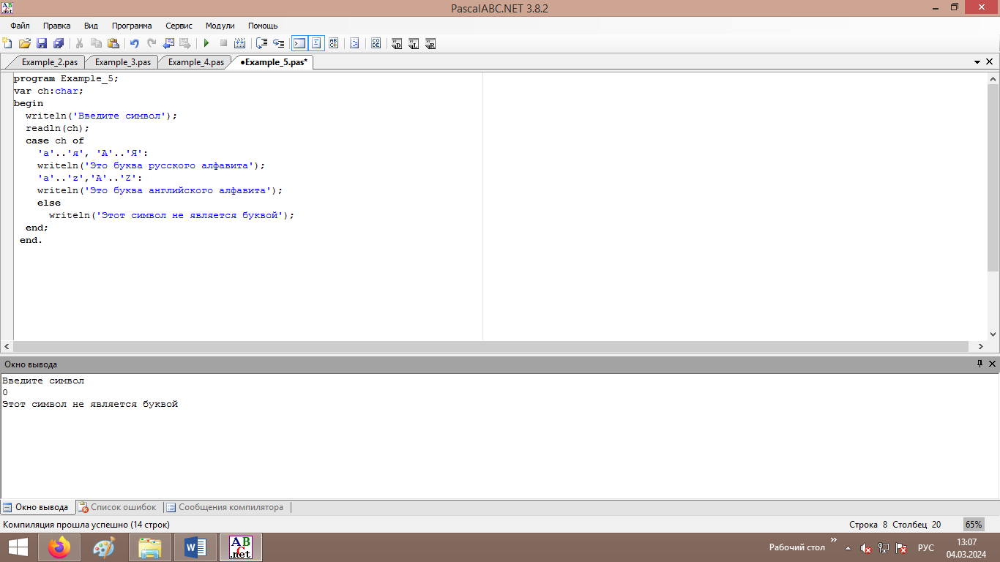 PascalABC.NET 3.8.2
Файл Правка Вид Программа Сервис Модули Помощь
Example_2.pas Example_3.pas Example_4.pas ●Example_5.pas*
program Example_5;
var ch:char;
begin
writeln('Введите символ');
readln(ch);
case ch of
'а'..'я', 'А'..'Я':
writeln('Это буква русского алфавита');
'a'..'z','A'..'Z':
writeln('Это буква английского алфавита');
else
writeln('Этот символ не является буквой');
end;
end.
Окно вывода
Введите символ
0
Этот символ не является буквой
Окно вывода Список ошибок Сообщения компилятора
Компиляция прошла успешно (14 строк) Строка 8 Столбец 20 65%
Рабочий стол » РУС 13:07
04.03.2024